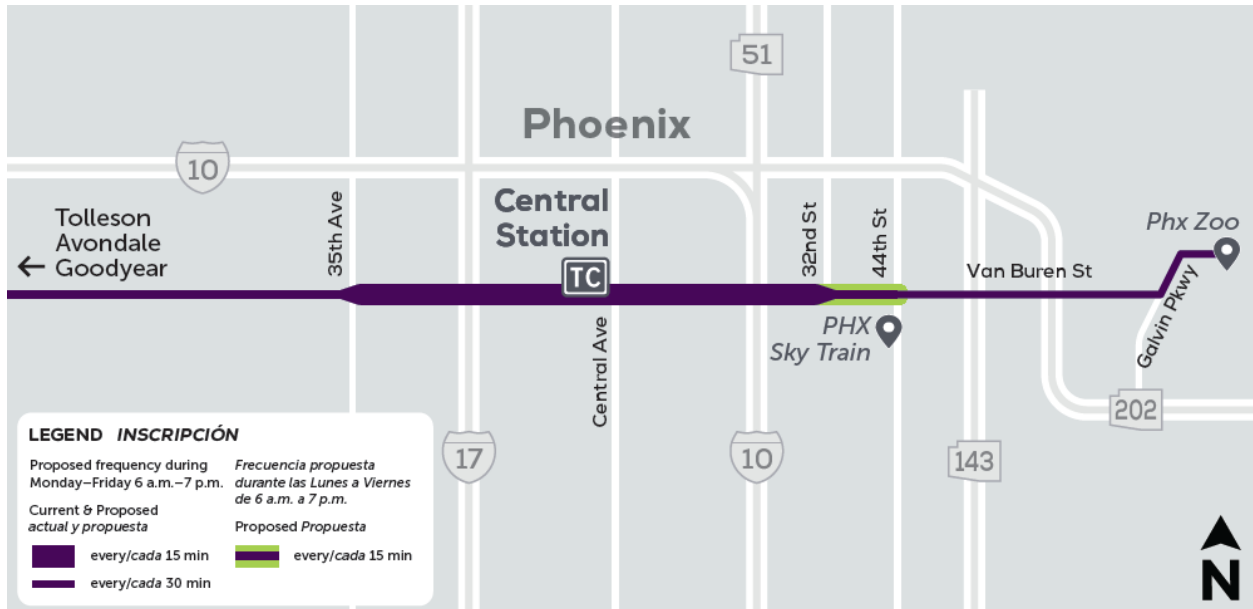 51
Phoenix
10
Central
Station
TC
Tolleson
Avondale
Goodyear
35th Ave
32nd St
44th St
Phx Zoo
Van Buren St
PHX
Sky Train
Central Ave
Galvin Pkwy
202
17
10
143
LEGEND INSCRIPCIÓN
Proposed frequency during
Monday–Friday 6 a.m.–7 p.m.
Frecuencia propuesta
durante las Lunes a Viernes
de 6 a.m. a 7 p.m.
Current & Proposed
actual y propuesta
every/cada 15 min
every/cada 30 min
Proposed Propuesta
every/cada 15 min
N